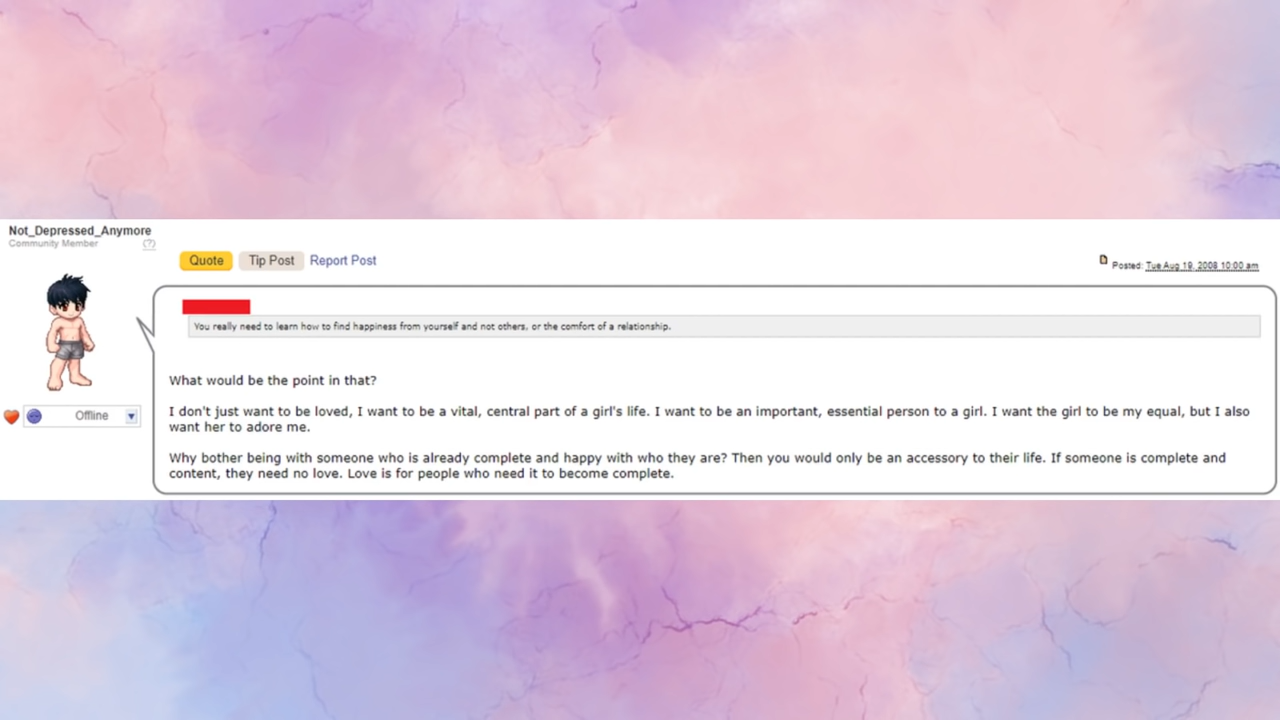 Not_Depressed_Anymore
Community Member
(?)
Quote
Tip Post
Report Post
Posted: Tue Aug 19, 2008 10:00 am
You really need to learn how to find happiness from yourself and not others, or the comfort of a relationship.
What would be the point in that?
I don't just want to be loved, I want to be a vital, central part of a girl's life. I want to be an important, essential person to a girl. I want the girl to be my equal, but I also
want her to adore me.
Why bother being with someone who is already complete and happy with who they are? Then you would only be an accessory to their life. If someone is complete and
content, they need no love. Love is for people who need it to become complete.
Offline